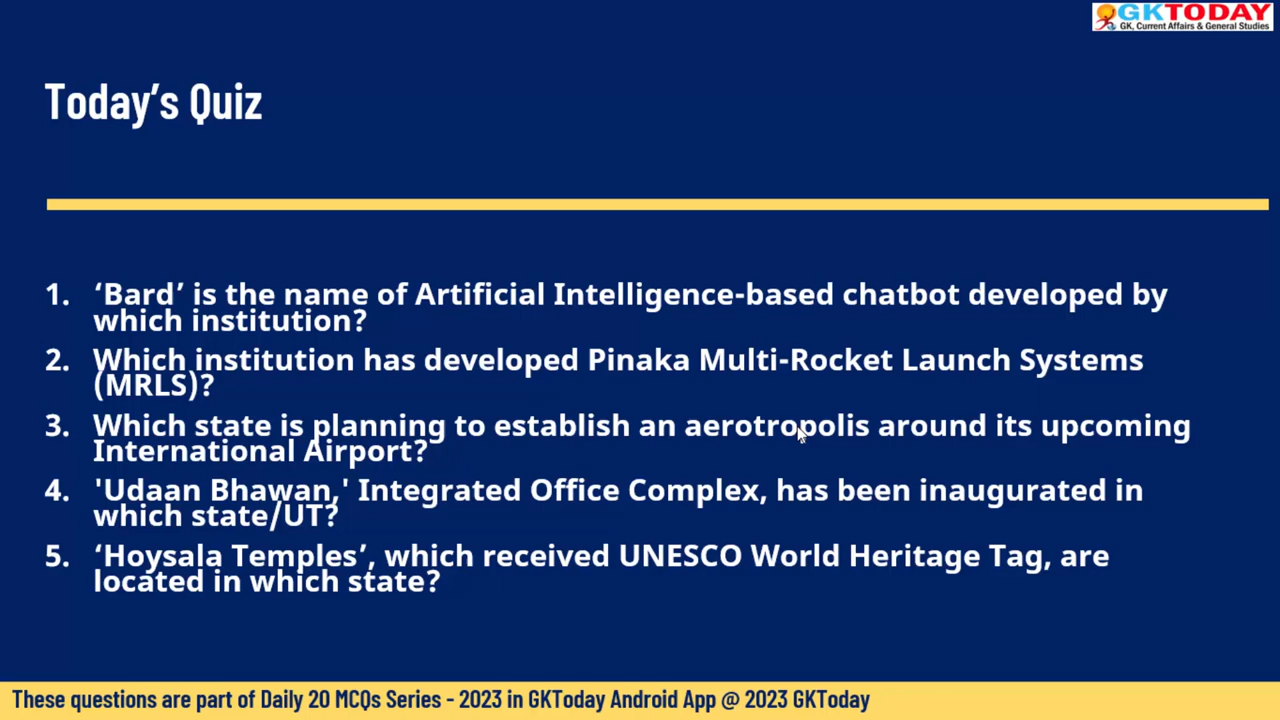 GKTODAY
GK, Current Affairs & General Studies
Today’s Quiz
1. ‘Bard’ is the name of Artificial Intelligence-based chatbot developed by
which institution?
2. Which institution has developed Pinaka Multi-Rocket Launch Systems
(MRLS)?
3. Which state is planning to establish an aerotropolis around its upcoming
International Airport?
4. 'Udaan Bhawan,' Integrated Office Complex, has been inaugurated in
which state/UT?
5. ‘Hoysala Temples’, which received UNESCO World Heritage Tag, are
located in which state?
These questions are part of Daily 20 MCQs Series - 2023 in GKToday Android App @ 2023 GKToday